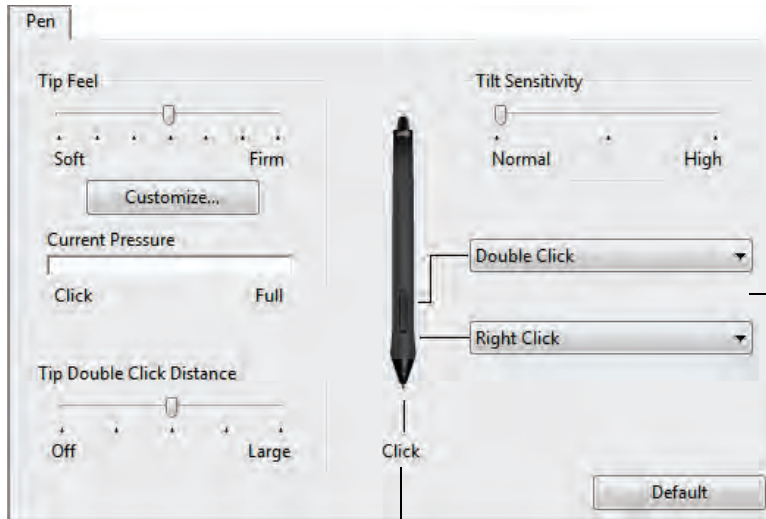 Pen
Tip Feel
Soft Firm
Customize...
Current Pressure
Click Full
Tip Double Click Distance
Off Large
Click
Tilt Sensitivity
Normal High
Double Click
Right Click
Default